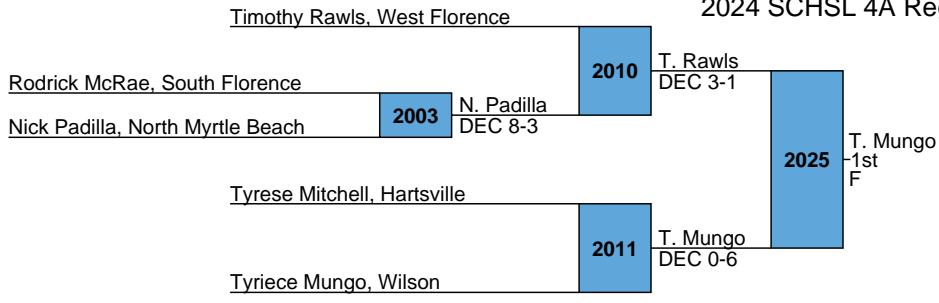 2024 SCHSL 4A Re
Timothy Rawls, West Florence
2010
T. Rawls
DEC 3-1
Rodrick McRae, South Florence
2003
N. Padilla
DEC 8-3
Nick Padilla, North Myrtle Beach
2025
T. Mungo
1st
F
Tyrese Mitchell, Hartsville
2011
T. Mungo
DEC 0-6
Tyriece Mungo, Wilson